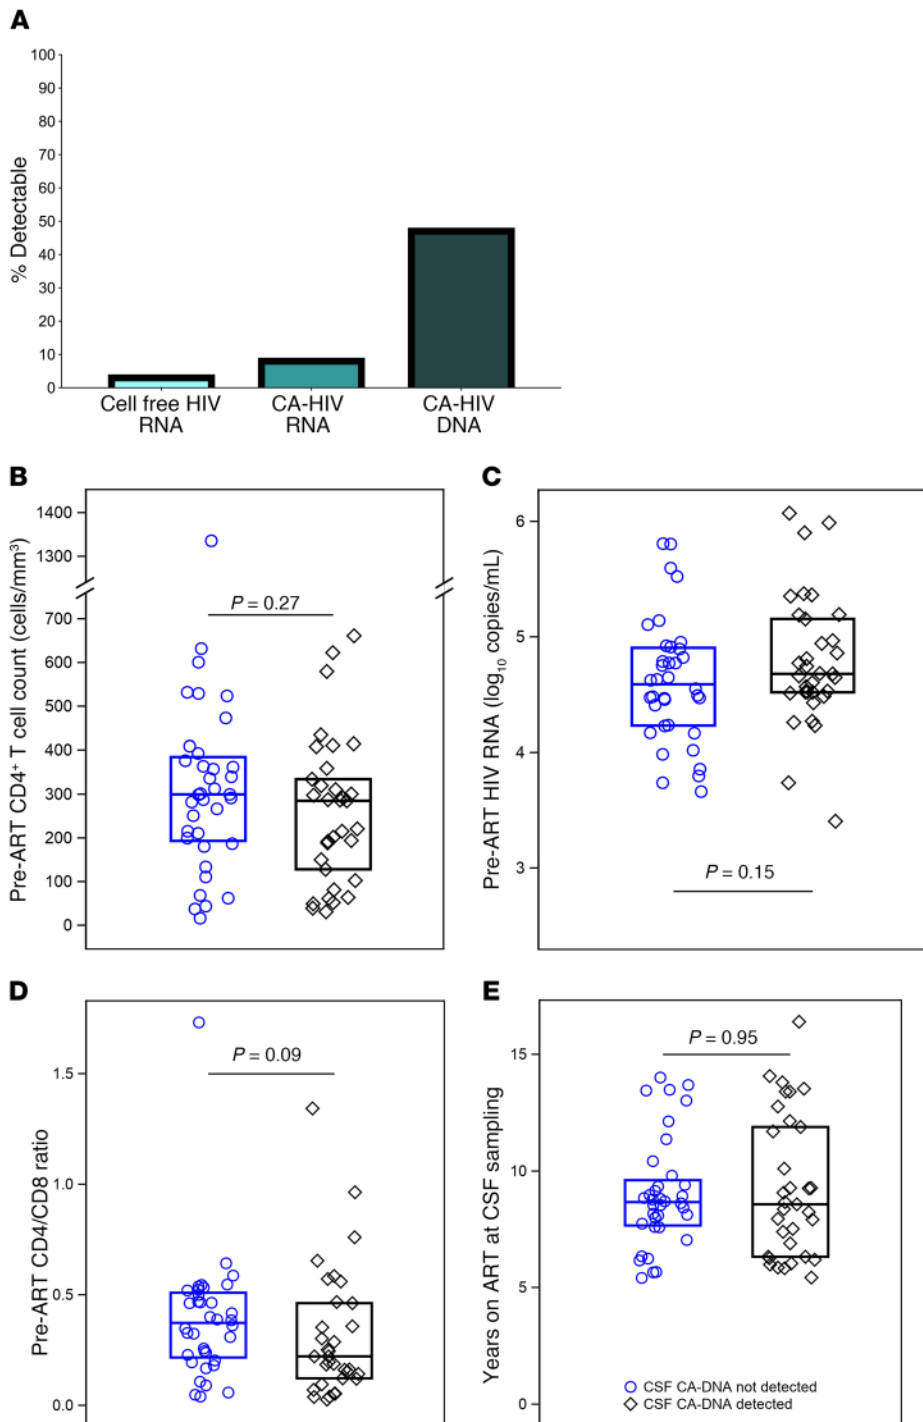 A
% Detectable
100
90
80
70
60
50
40
30
20
10
0
Cell free HIV
RNA
CA-HIV
RNA
CA-HIV
DNA
B
Pre-ART CD4⁺ T cell count (cells/mm³)
1400
1300
700
600
500
400
300
200
100
0
P = 0.27
C
Pre-ART HIV RNA (log₁₀ copies/mL)
6
5
4
3
P = 0.15
D
Pre-ART CD4/CD8 ratio
1.5
1.0
0.5
0.0
P = 0.09
E
Years on ART at CSF sampling
15
10
5
0
P = 0.95
CSF CA-DNA not detected
CSF CA-DNA detected